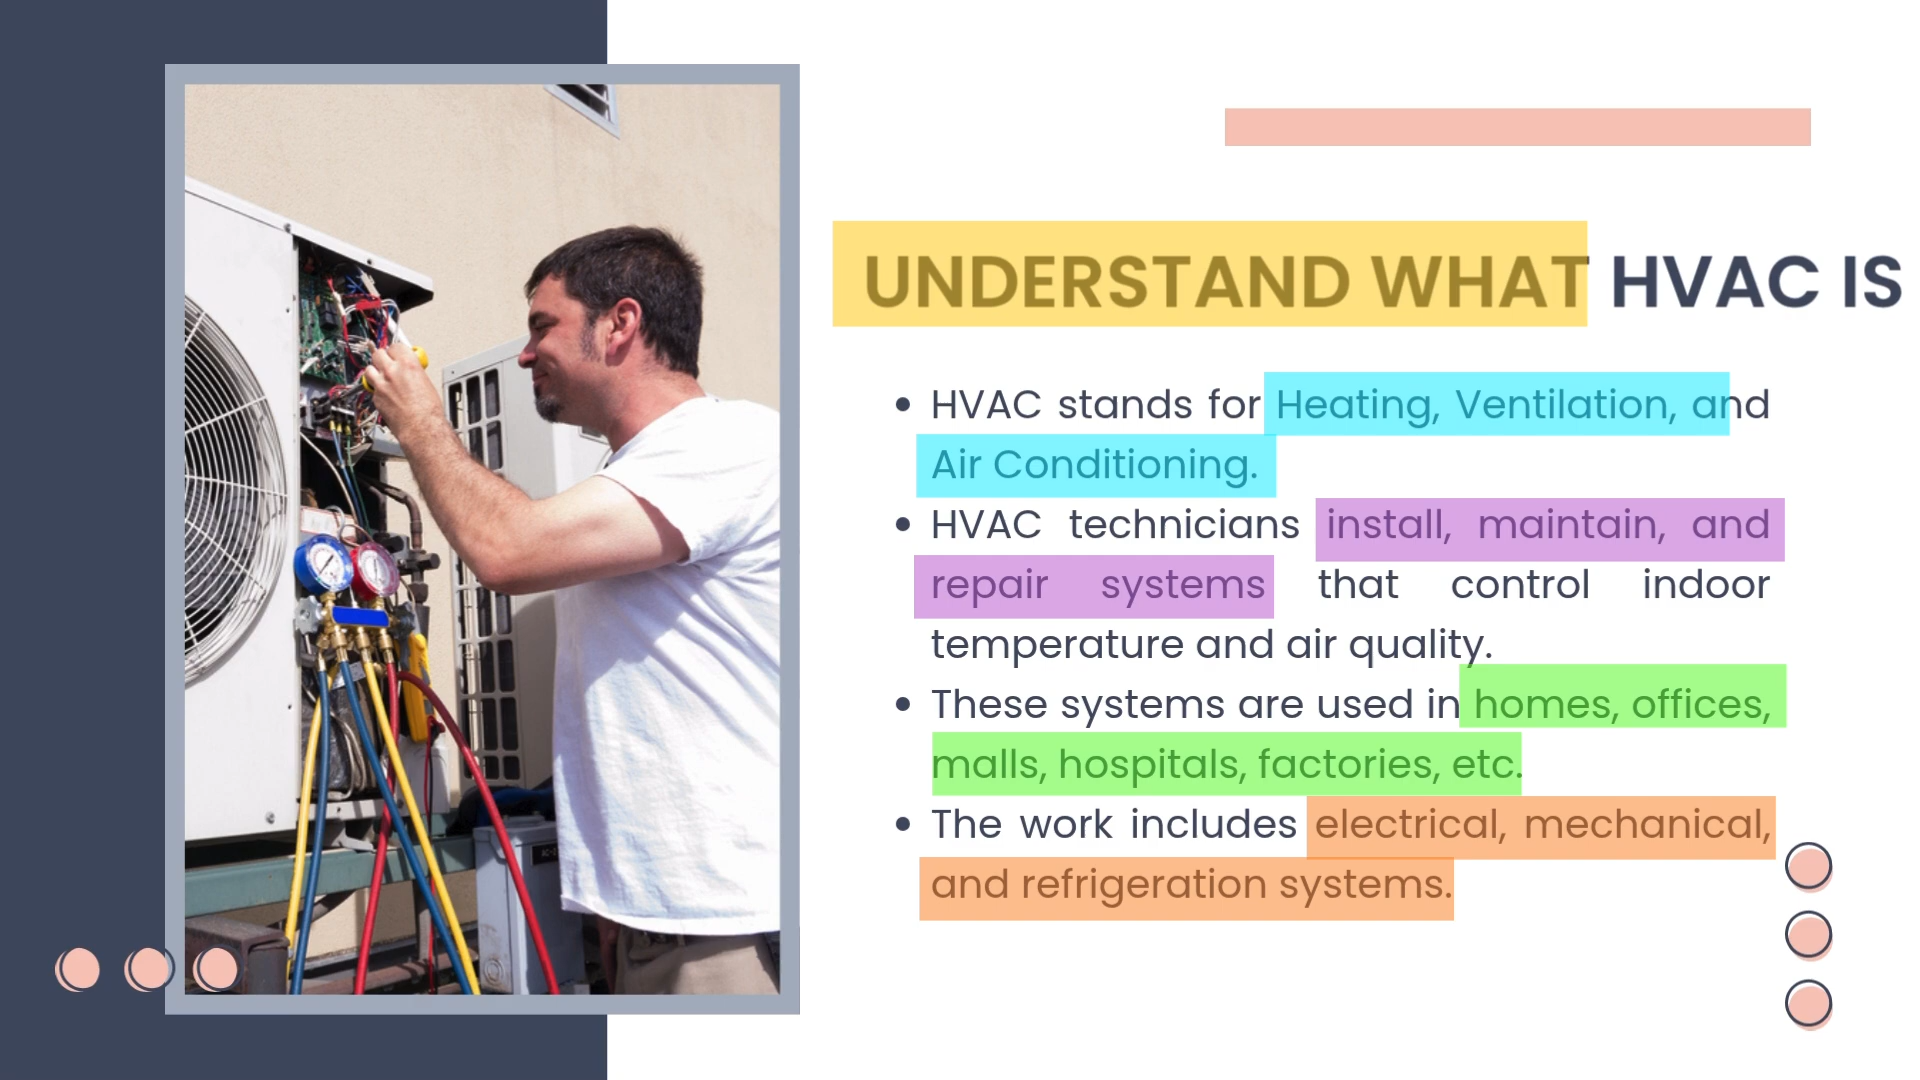 UNDERSTAND WHAT HVAC IS
• HVAC stands for Heating, Ventilation, and
Air Conditioning.
• HVAC technicians install, maintain, and
repair systems that control indoor
temperature and air quality.
• These systems are used in homes, offices,
malls, hospitals, factories, etc.
• The work includes electrical, mechanical,
and refrigeration systems.